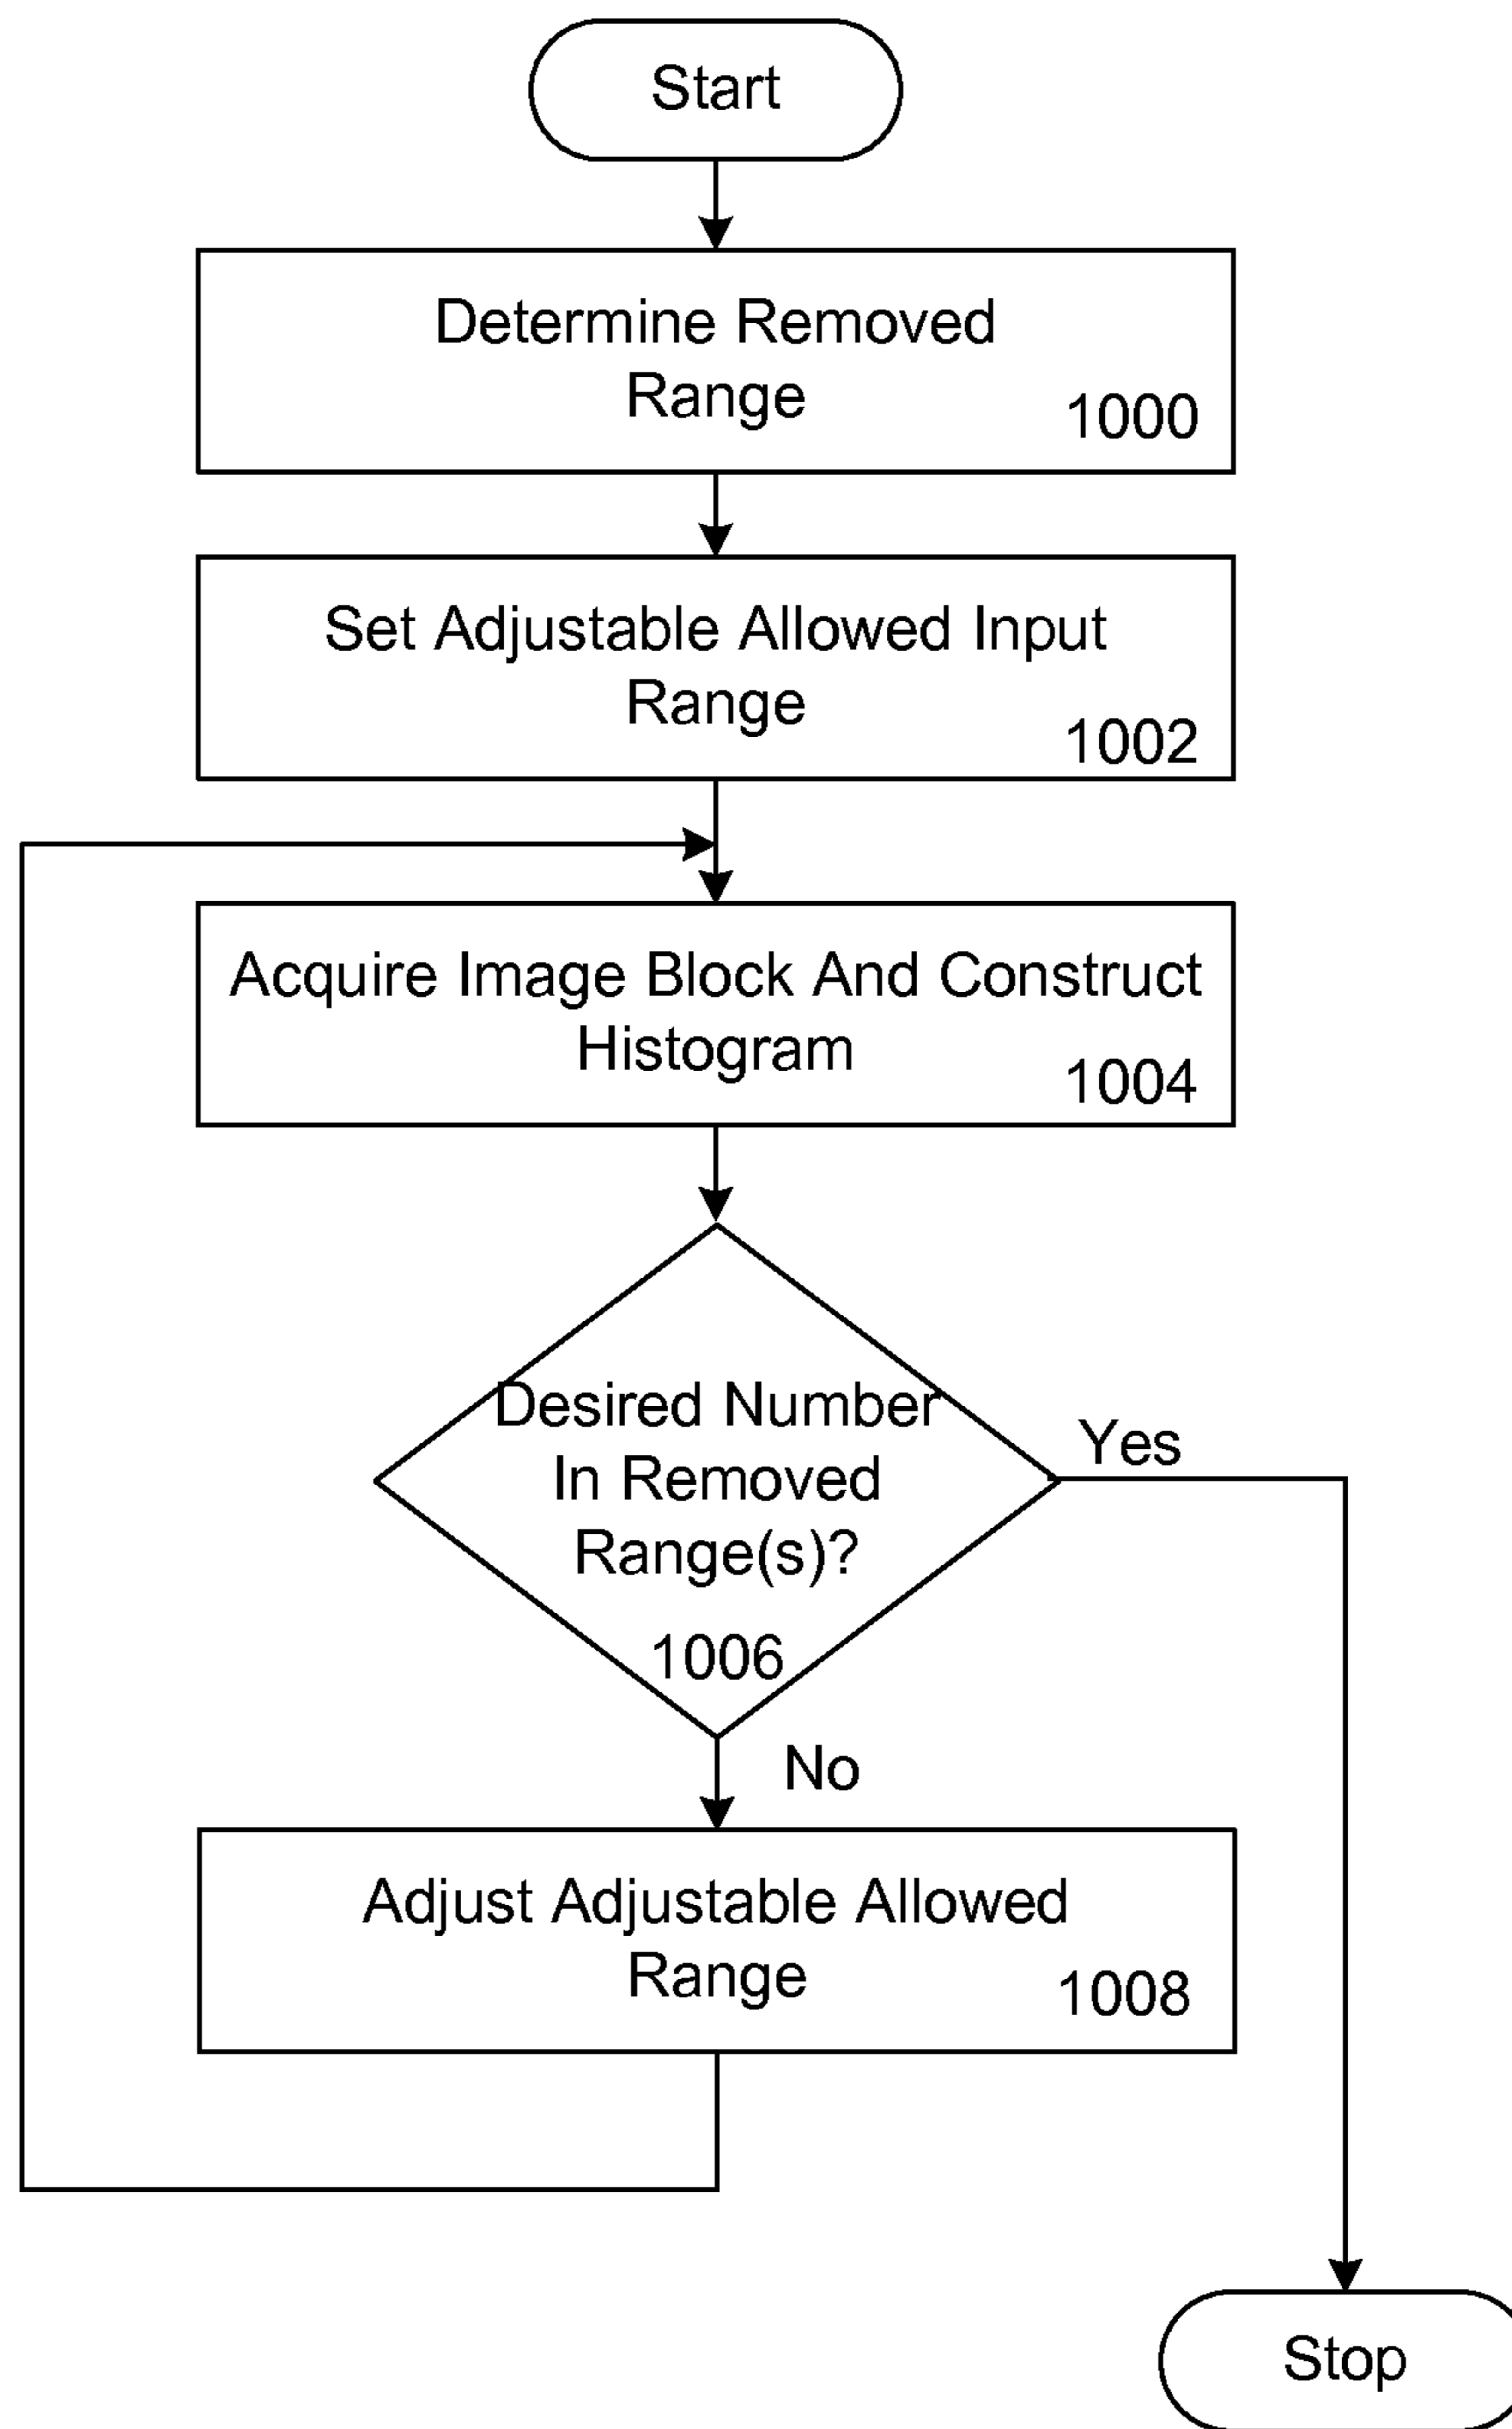 Start
Determine Removed
Range
1000
Set Adjustable Allowed Input
Range
1002
Acquire Image Block And Construct
Histogram
1004
Desired Number
In Removed
Range(s)?
1006
Yes
No
Adjust Adjustable Allowed
Range
1008
Stop